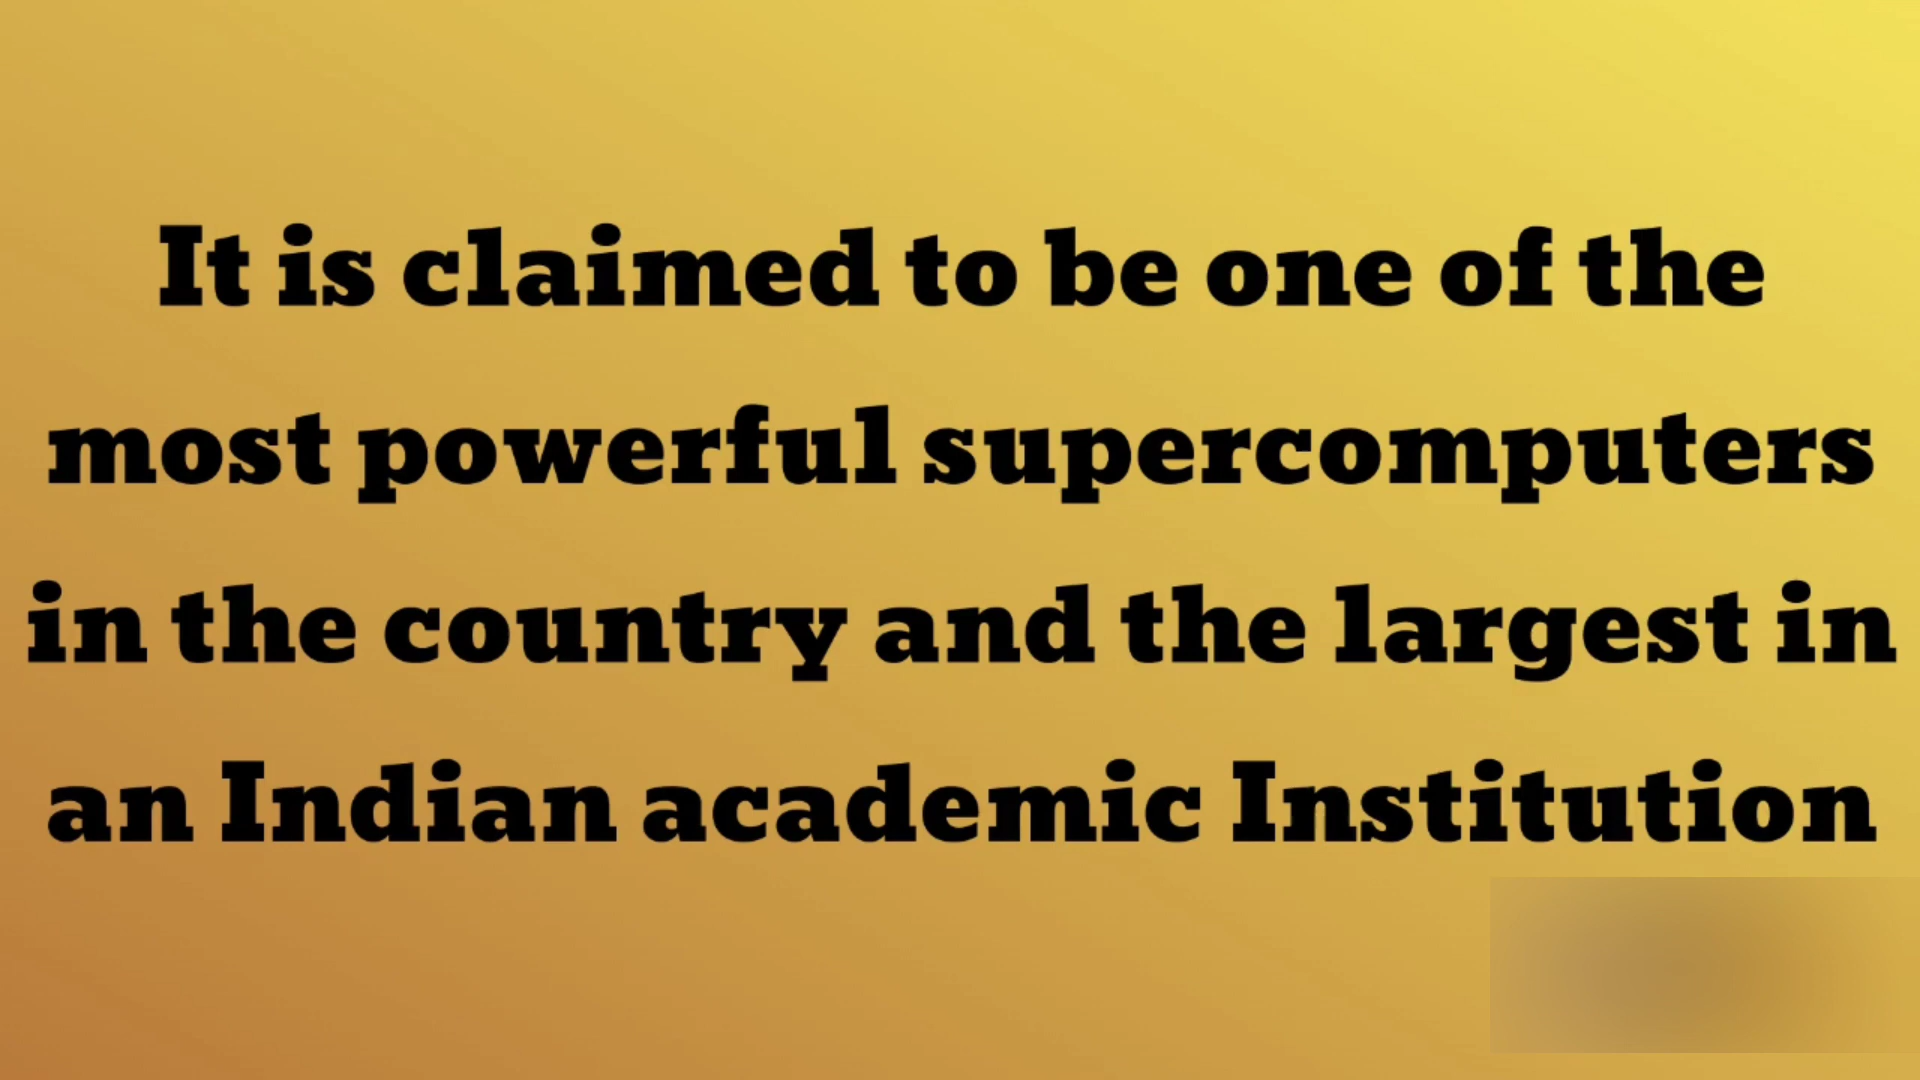 It is claimed to be one of the
most powerful supercomputers
in the country and the largest in
an Indian academic Institution